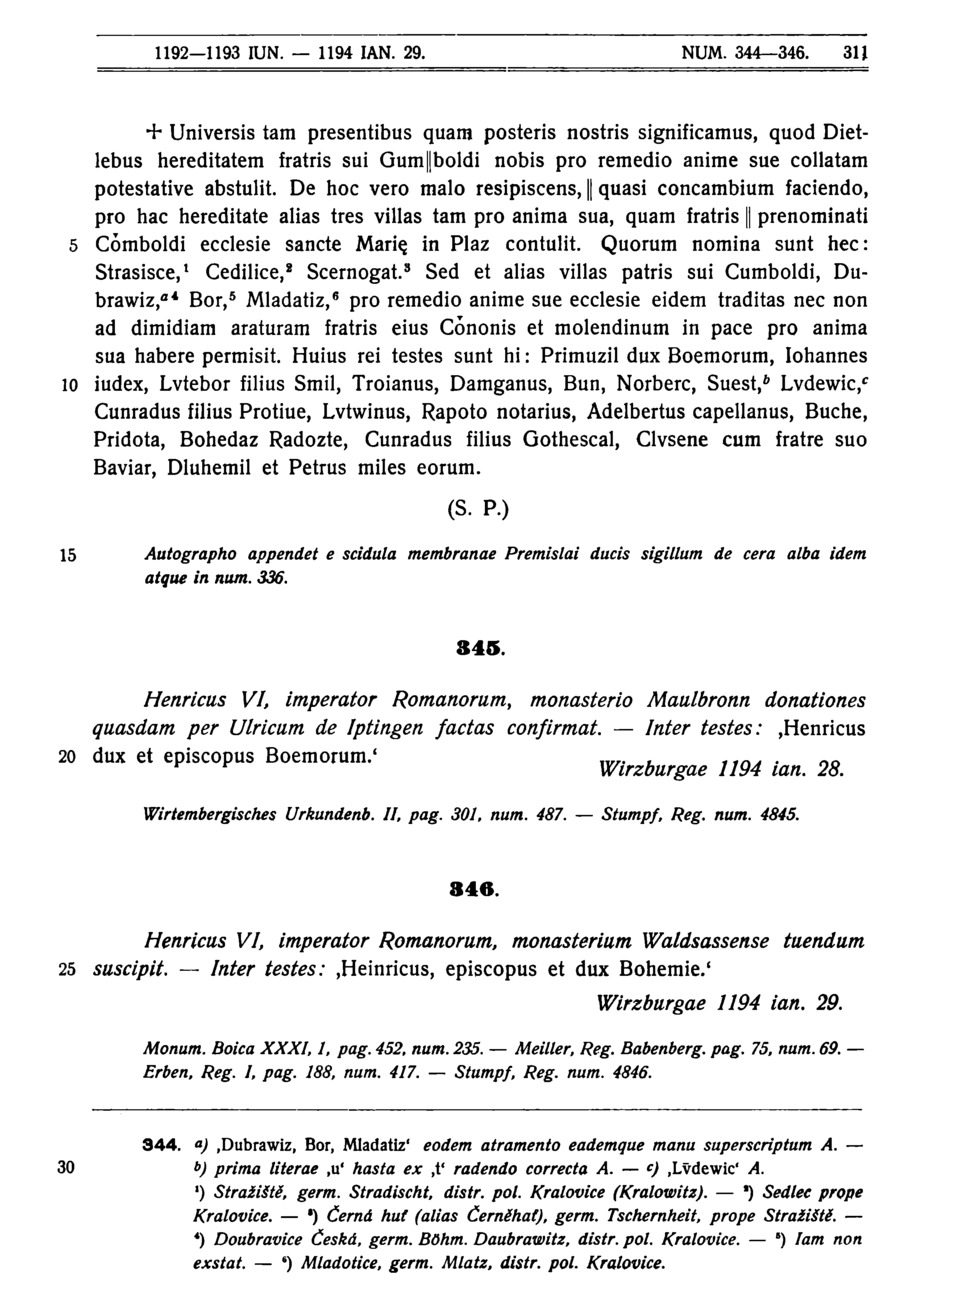 1192—1193 IUN. — 1194 IAN. 29. NUM. 344—346. 311
+ Universis tam presentibus quam posteris nostris significamus, quod Diet-
lebus hereditatem fratris sui Gum||boldi nobis pro remedio anime sue collatam
potestative abstulit. De hoc vero malo resipiscens, || quasi concambium faciendo,
pro hac hereditate alias tres villas tam pro anima sua, quam fratris || prenominati
5 Cǒmboldi ecclesie sancte Marię in Plaz contulit. Quorum nomina sunt hec:
Strasisce,¹ Cedilice,² Scernogat.³ Sed et alias villas patris sui Cumboldi, Du-
brawiz,ᵃ⁴ Bor,⁵ Mladatiz,⁶ pro remedio anime sue ecclesie eidem traditas nec non
ad dimidiam araturam fratris eius Cǒnonis et molendinum in pace pro anima
sua habere permisit. Huius rei testes sunt hi: Primuzil dux Boemorum, Iohannes
10 iudex, Lvtebor filius Smil, Troianus, Damganus, Bun, Norberc, Suest,ᵇ Lvdewic,ᶜ
Cunradus filius Protiue, Lvtwinus, Rapoto notarius, Adelbertus capellanus, Buche,
Pridota, Bohedaz Radozte, Cunradus filius Gothescal, Clvsene cum fratre suo
Baviar, Dluhemil et Petrus miles eorum.
(S. P.)
15 Autographo appendet e scidula membranae Premislai ducis sigillum de cera alba idem
atque in num. 336.
345.
Henricus VI, imperator Romanorum, monasterio Maulbronn donationes
quasdam per Ulricum de Iptingen factas confirmat. — Inter testes: ‚Henricus
20 dux et episcopus Boemorum.‘
Wirzburgae 1194 ian. 28.
Wirtembergisches Urkundenb. II, pag. 301, num. 487. — Stumpf, Reg. num. 4845.
346.
Henricus VI, imperator Romanorum, monasterium Waldsassense tuendum
25 suscipit. — Inter testes: ‚Heinricus, episcopus et dux Bohemie.‘
Wirzburgae 1194 ian. 29.
Monum. Boica XXXI, 1, pag. 452, num. 235. — Meiller, Reg. Babenberg. pag. 75, num. 69. —
Erben, Reg. I, pag. 188, num. 417. — Stumpf, Reg. num. 4846.
344. a) ‚Dubrawiz, Bor, Mladatiz‘ eodem atramento eademque manu superscriptum A. —
30 b) prima literae ‚u‘ hasta ex ‚t‘ radendo correcta A. — c) ‚Lv̄dewic‘ A.
¹) Stražiště, germ. Stradischt, distr. pol. Kralovice (Kralowitz). — ²) Sedlec prope
Kralovice. — ³) Černá huť (alias Černěhať), germ. Tschernheit, prope Stražiště. —
⁴) Doubravice Česká, germ. Böhm. Daubrawitz, distr. pol. Kralovice. — ⁵) Iam non
exstat. — ⁶) Mladotice, germ. Mlatz, distr. pol. Kralovice.